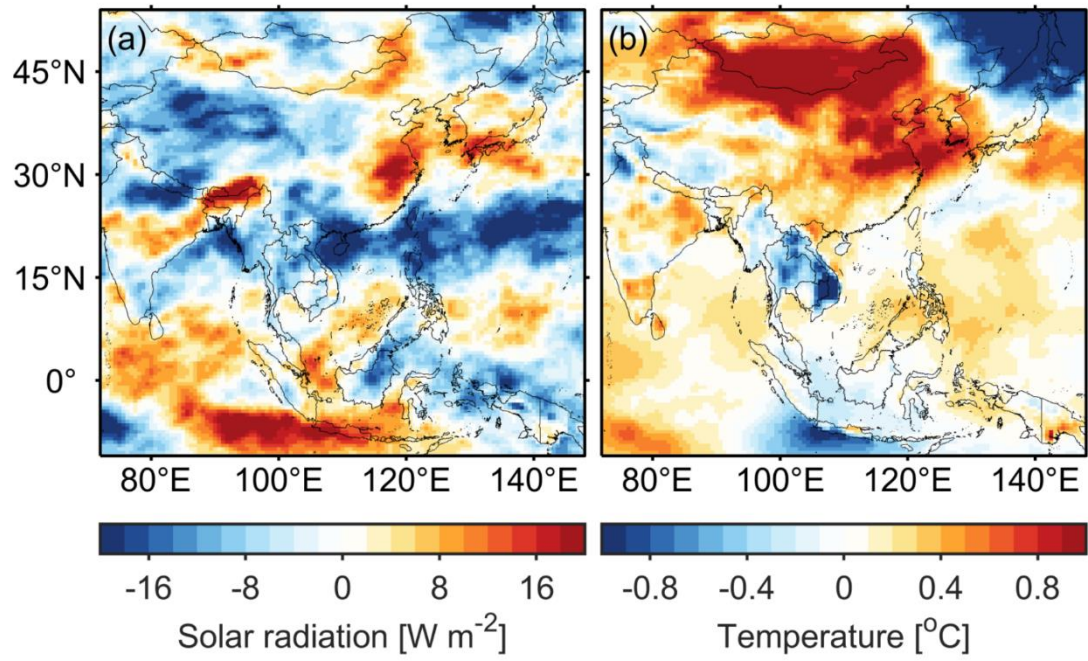 (a) (b)
45°N
30°N
15°N
0°
80°E 100°E 120°E 140°E 80°E 100°E 120°E 140°E
-16 -8 0 8 16 -0.8 -0.4 0 0.4 0.8
Solar radiation [W m⁻²] Temperature [°C]